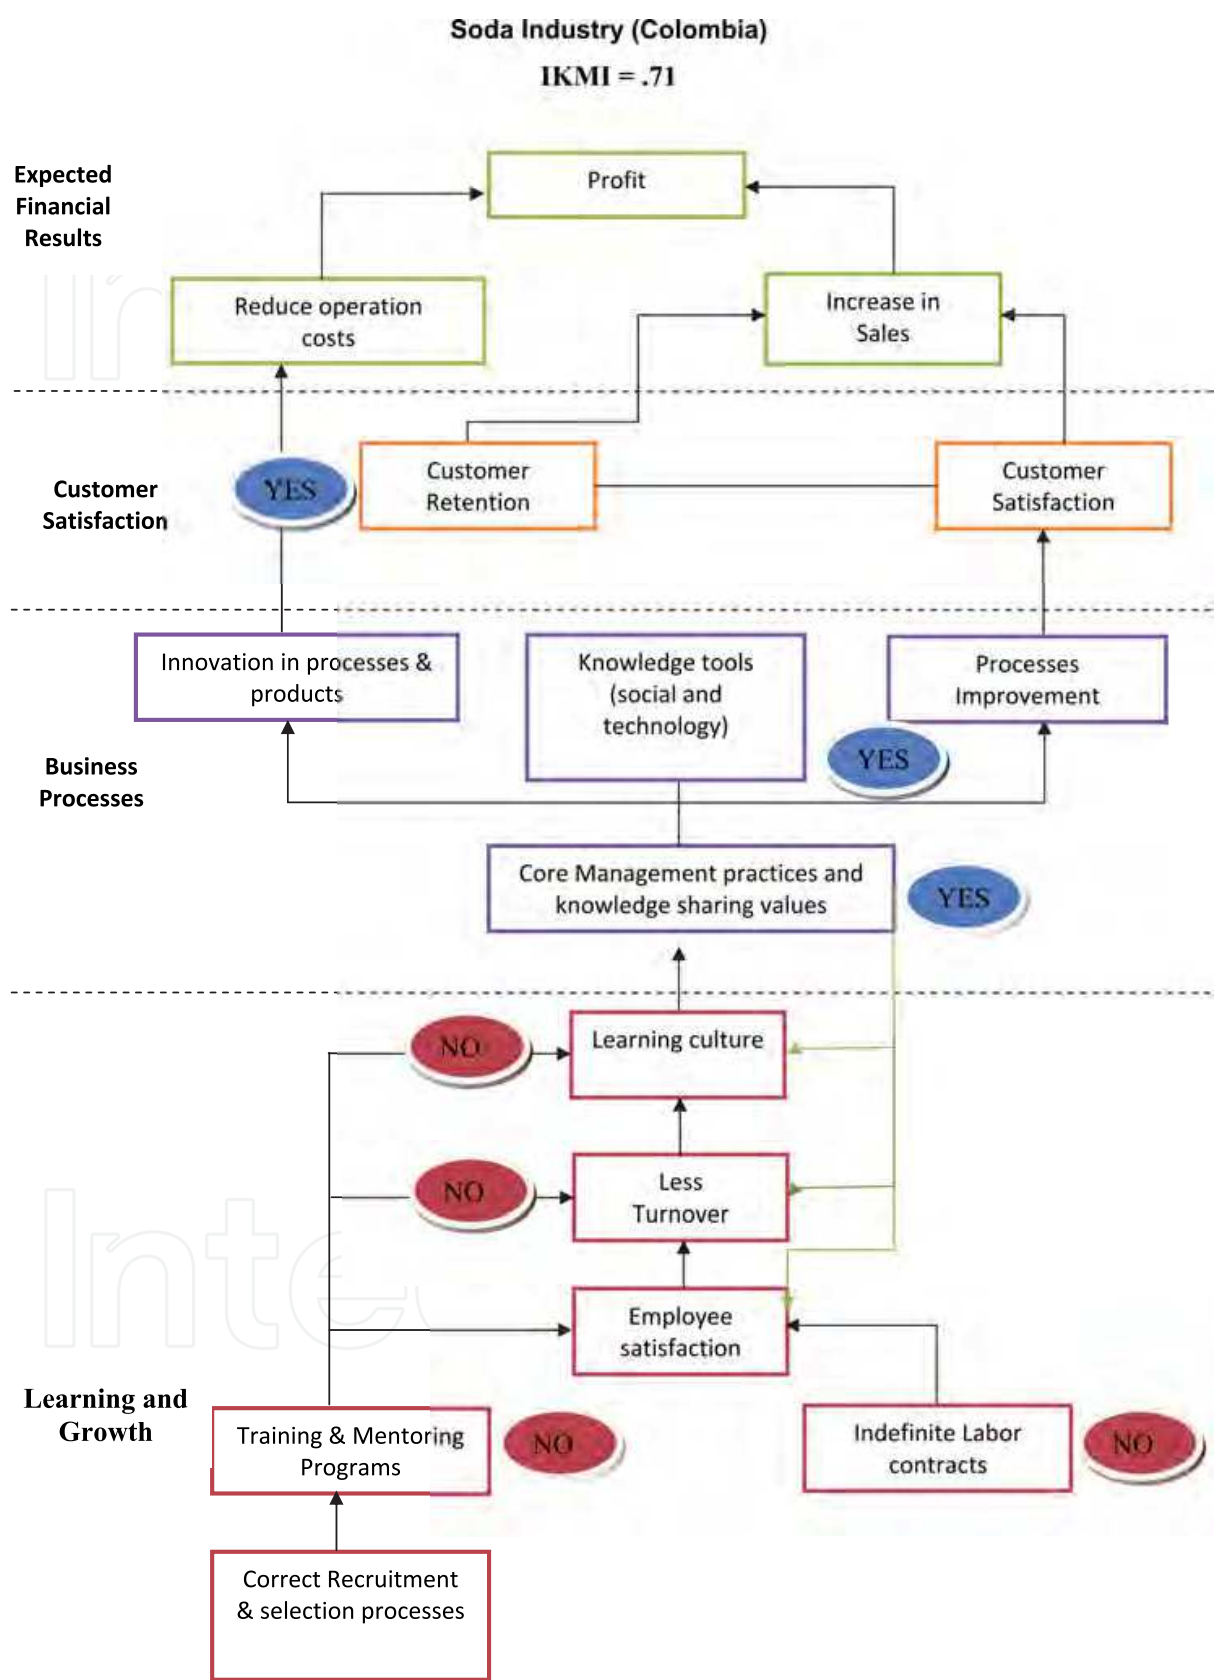 Soda Industry (Colombia)
IKMI = .71
Expected
Financial
Results
Profit
Reduce operation
costs
Increase in
Sales
Customer
Satisfaction
YES
Customer
Retention
Customer
Satisfaction
Innovation in processes &
products
Knowledge tools
(social and
technology)
Processes
Improvement
Business
Processes
YES
Core Management practices and
knowledge sharing values
YES
NO
Learning culture
NO
Less
Turnover
Inte
Employee
satisfaction
Learning and
Growth
Training & Mentoring
Programs
NO
Indefinite Labor
contracts
NO
Correct Recruitment
& selection processes